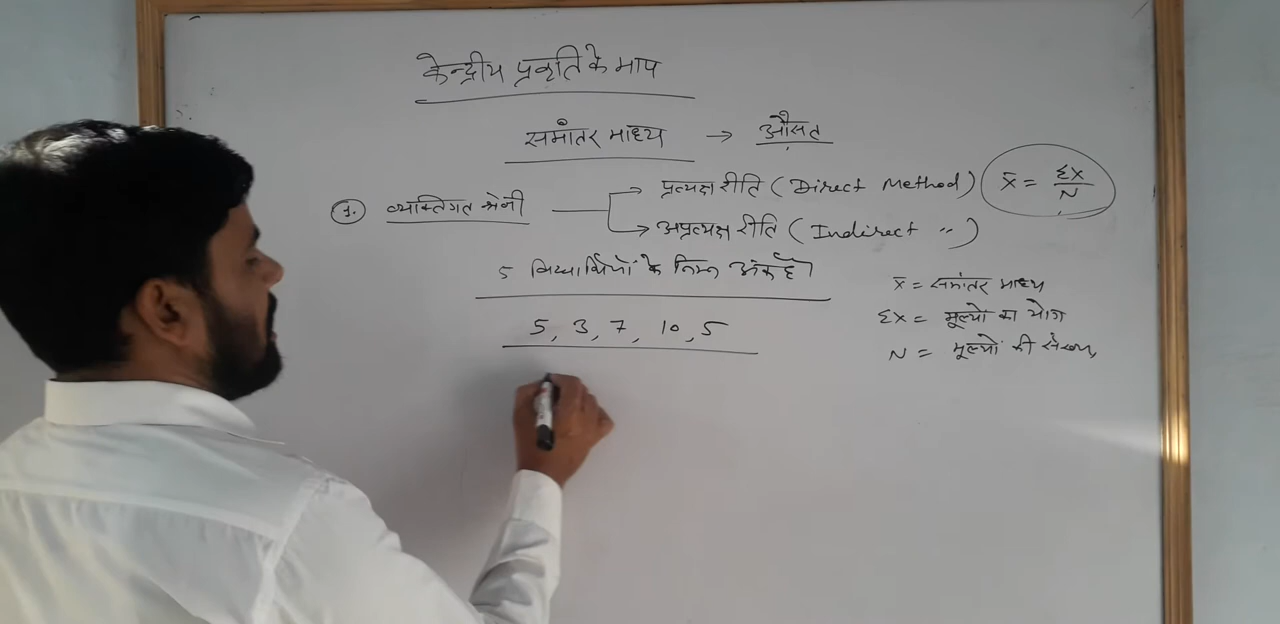 केन्द्रीय प्रकृति के माप
समांतर माध्य → औसत
1. व्यक्तिगत श्रेणी
प्रत्यक्ष रीति (Direct Method)
x̄ = ΣX/N
अप्रत्यक्ष रीति (Indirect ")
5 विद्यार्थियों के निम्न अंक है।
5, 3, 7, 10, 5
x̄ = समांतर माध्य
ΣX = मूल्यो का योग
N = मूल्यों की संख्या